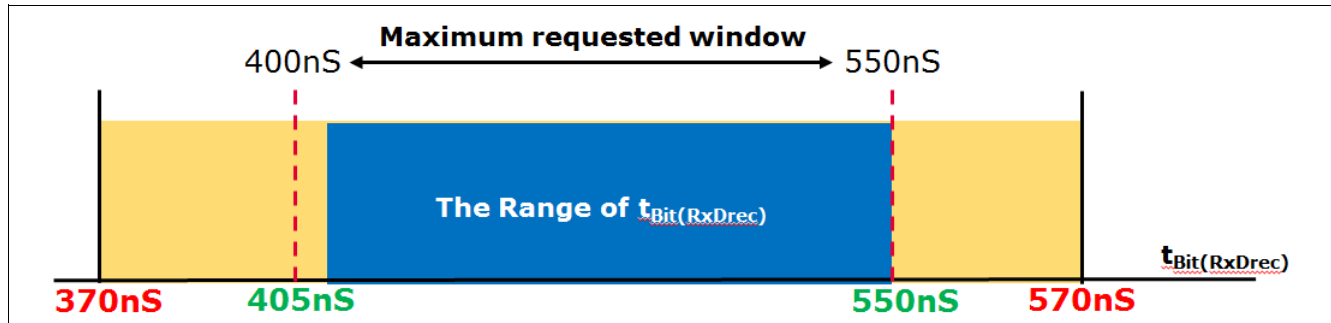 Maximum requested window
400nS 550nS
The Range of tBit(RxDrec)
tBit(RxDrec)
370nS 405nS 550nS 570nS